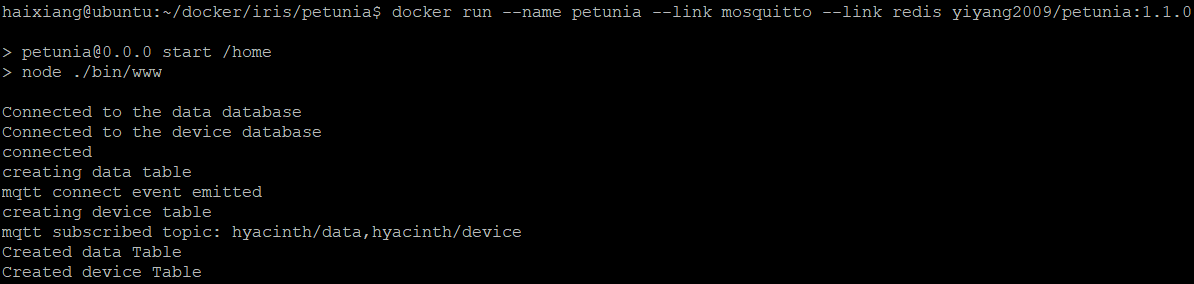 haixiang@ubuntu:~/docker/iris/petunia$ docker run --name petunia --link mosquitto --link redis yiyang2009/petunia:1.1.0
> petunia@0.0.0 start /home
> node ./bin/www
Connected to the data database
Connected to the device database
connected
creating data table
mqtt connect event emitted
creating device table
mqtt subscribed topic: hyacinth/data,hyacinth/device
Created data Table
Created device Table